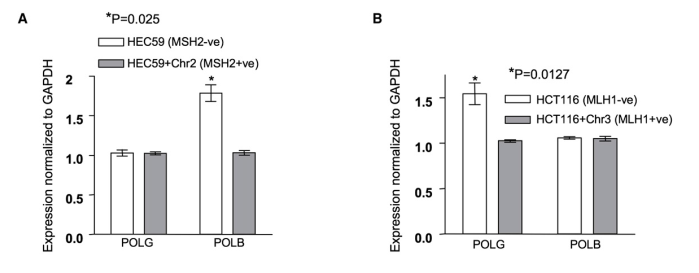 A
*P=0.025
HEC59 (MSH2-ve)
HEC59+Chr2 (MSH2+ve)
Expression normalized to GAPDH
2
1.5
1.0
0.5
0.0
*
POLG
POLB
B
*P=0.0127
HCT116 (MLH1-ve)
HCT116+Chr3 (MLH1+ve)
Expression normalized to GAPDH
1.5
1.0
0.5
0.0
*
POLG
POLB